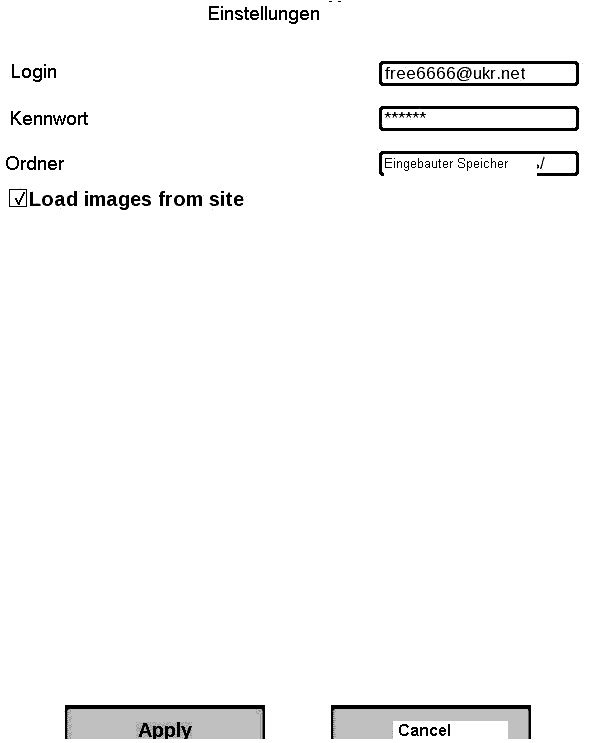 Einstellungen
Login
free6666@ukr.net
Kennwort
******
Ordner
Eingebauter Speicher /
Load images from site
Apply
Cancel